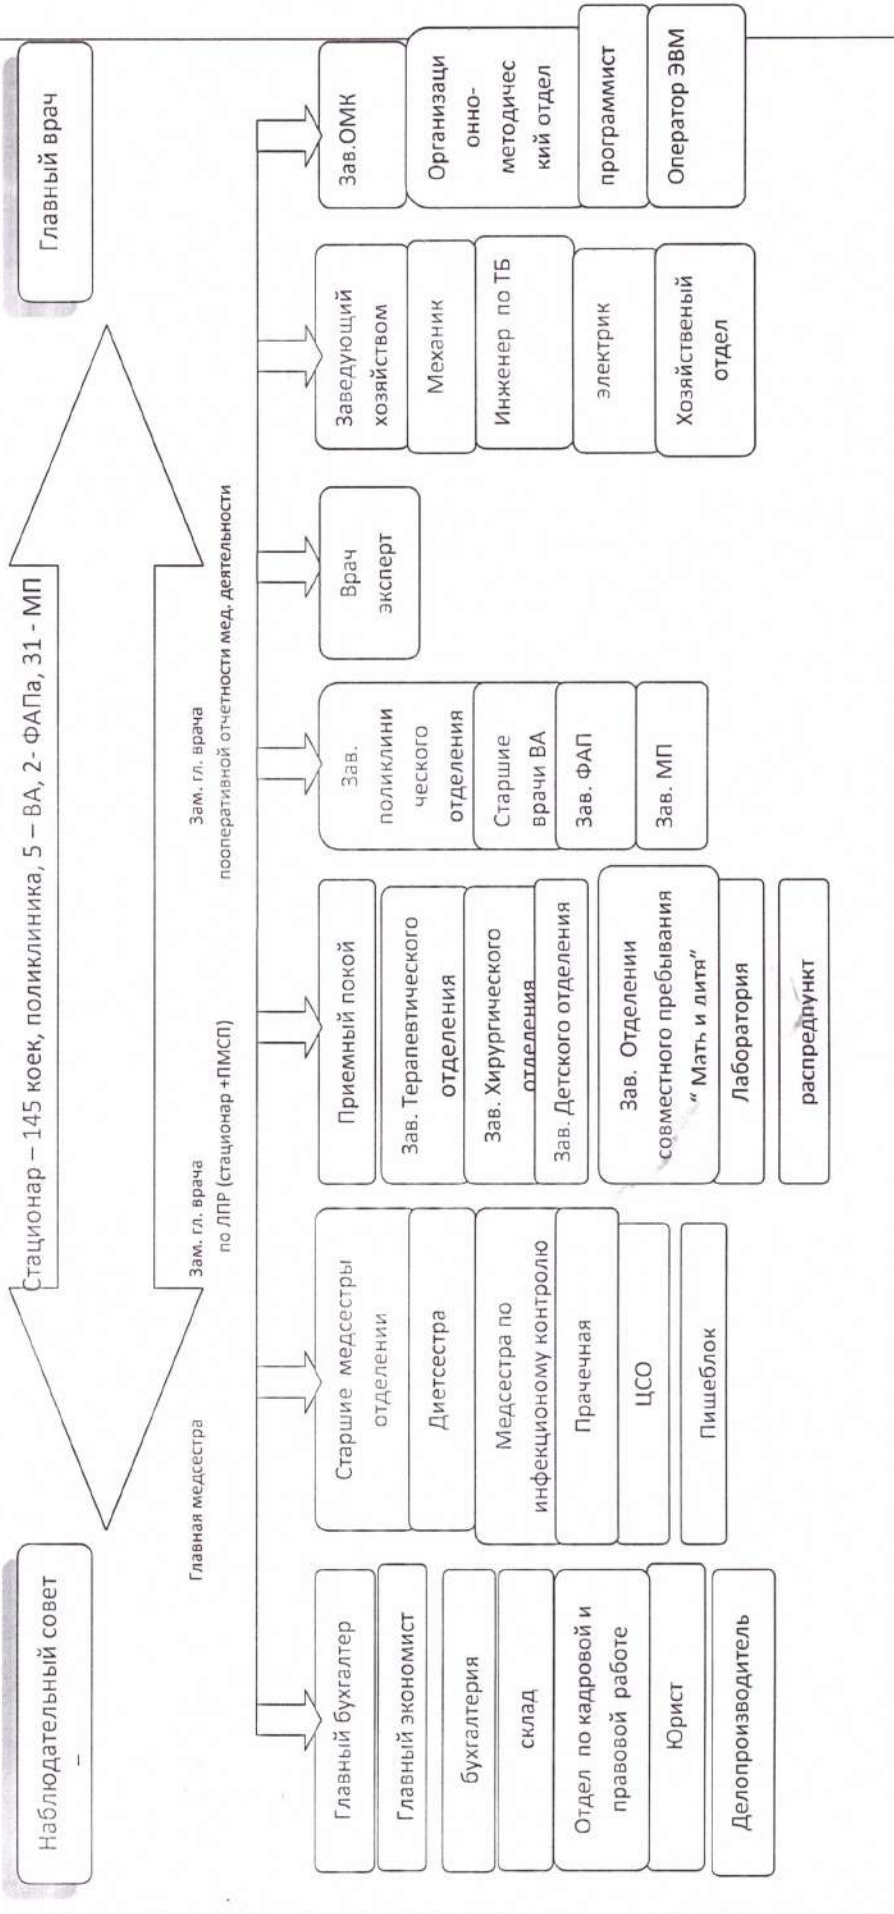 Наблюдательный совет
–
Стационар – 145 коек, поликлиника, 5 – ВА, 2- ФАПа, 31 - МП
Главный врач
Главная медсестра
Зам. гл. врача
по ЛПР (стационар +ПМСП)
Зам. гл. врача
пооперативной отчетности мед. деятельности
Главный бухгалтер
Главный экономист
бухгалтерия
склад
Отдел по кадровой и
правовой работе
Юрист
Делопроизводитель
Старшие медсестры
отделении
Диетсестра
Медсестра по
инфекционому контролю
Прачечная
ЦСО
Пишеблок
Приемный покой
Зав. Терапевтического
отделения
Зав. Хирургического
отделения
Зав. Детского отделения
Зав. Отделении
совместного пребывания
“ Мать и дитя”
Лаборатория
распредпункт
Зав.
поликлини
ческого
отделения
Старшие
врачи ВА
Зав. ФАП
Зав. МП
Врач
эксперт
Заведующий
хозяйством
Механик
Инженер по ТБ
электрик
Хозяйственый
отдел
Зав.ОМК
Организаци
онно-
методичес
кий отдел
программист
Оператор ЭВМ